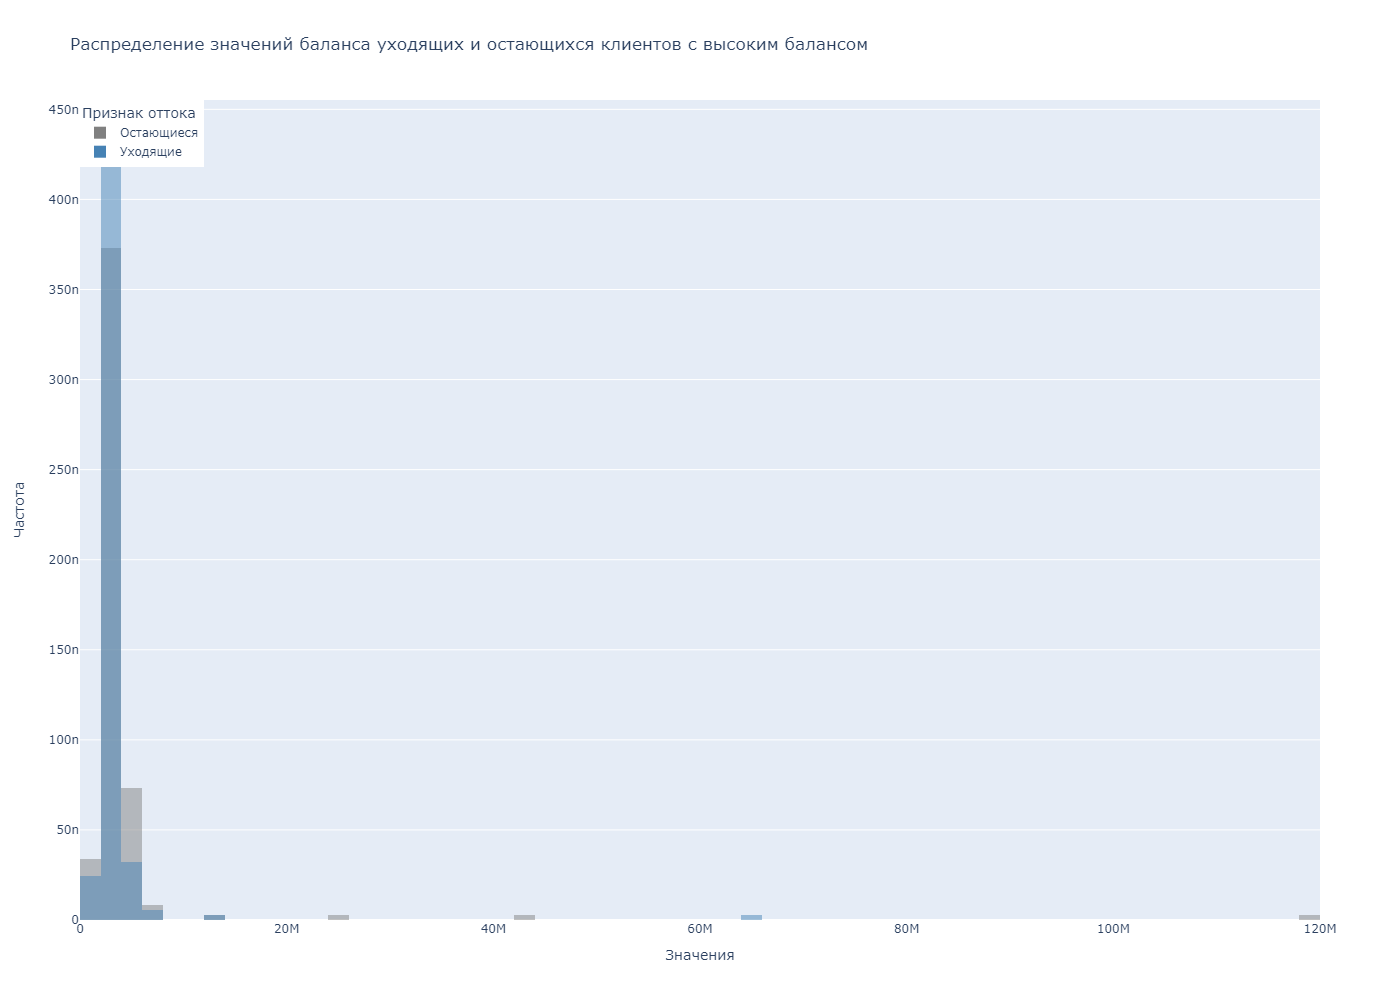 Распределение значений баланса уходящих и остающихся клиентов с высоким балансом
Признак оттока
Остающиеся
Уходящие
450n
400n
350n
300n
250n
200n
150n
100n
50n
0
Частота
0
20M
40M
60M
80M
100M
120M
Значения